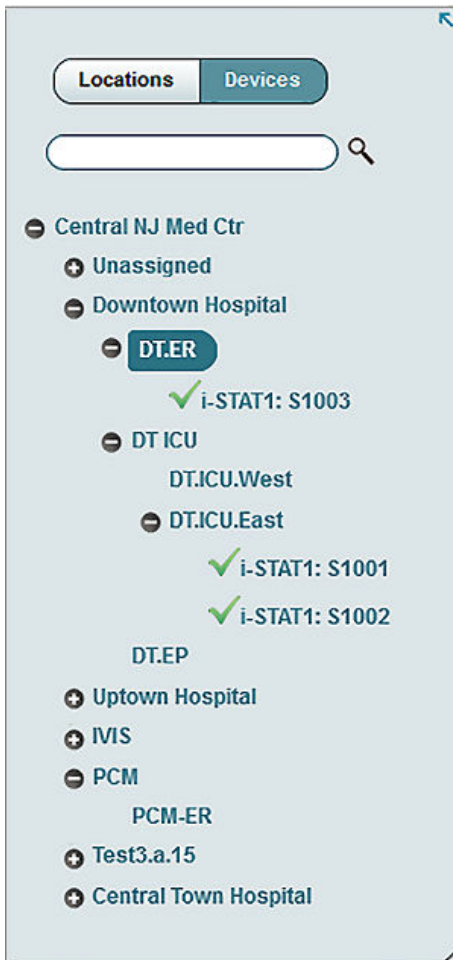 Locations Devices
Central NJ Med Ctr
Unassigned
Downtown Hospital
DT.ER
i-STAT1: S1003
DT ICU
DT.ICU.West
DT.ICU.East
i-STAT1: S1001
i-STAT1: S1002
DT.EP
Uptown Hospital
IVIS
PCM
PCM-ER
Test3.a.15
Central Town Hospital